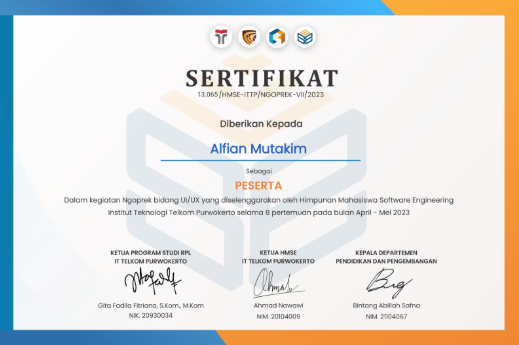 SERTIFIKAT
13.065/HMSE-ITTP/NGOPREK-VII/2023
Diberikan Kepada
Alfian Mutakim
Sebagai
PESERTA
Dalam kegiatan Ngoprek bidang UI/UX yang diselenggarakan oleh Himpunan Mahasiswa Software Engineering
Institut Teknologi Telkom Purwokerto selama 8 pertemuan pada bulan April - Mei 2023
KETUA PROGRAM STUDI RPL
IT TELKOM PURWOKERTO
Gita Fadila Fitriana, S.Kom., M.Kom
NIK. 20930034
KETUA HMSE
IT TELKOM PURWOKERTO
Ahmad Nawawi
NIM. 20104009
KEPALA DEPARTEMEN
PENDIDIKAN DAN PENGEMBANGAN
Bintang Abillah Safna
NIM. 21104067